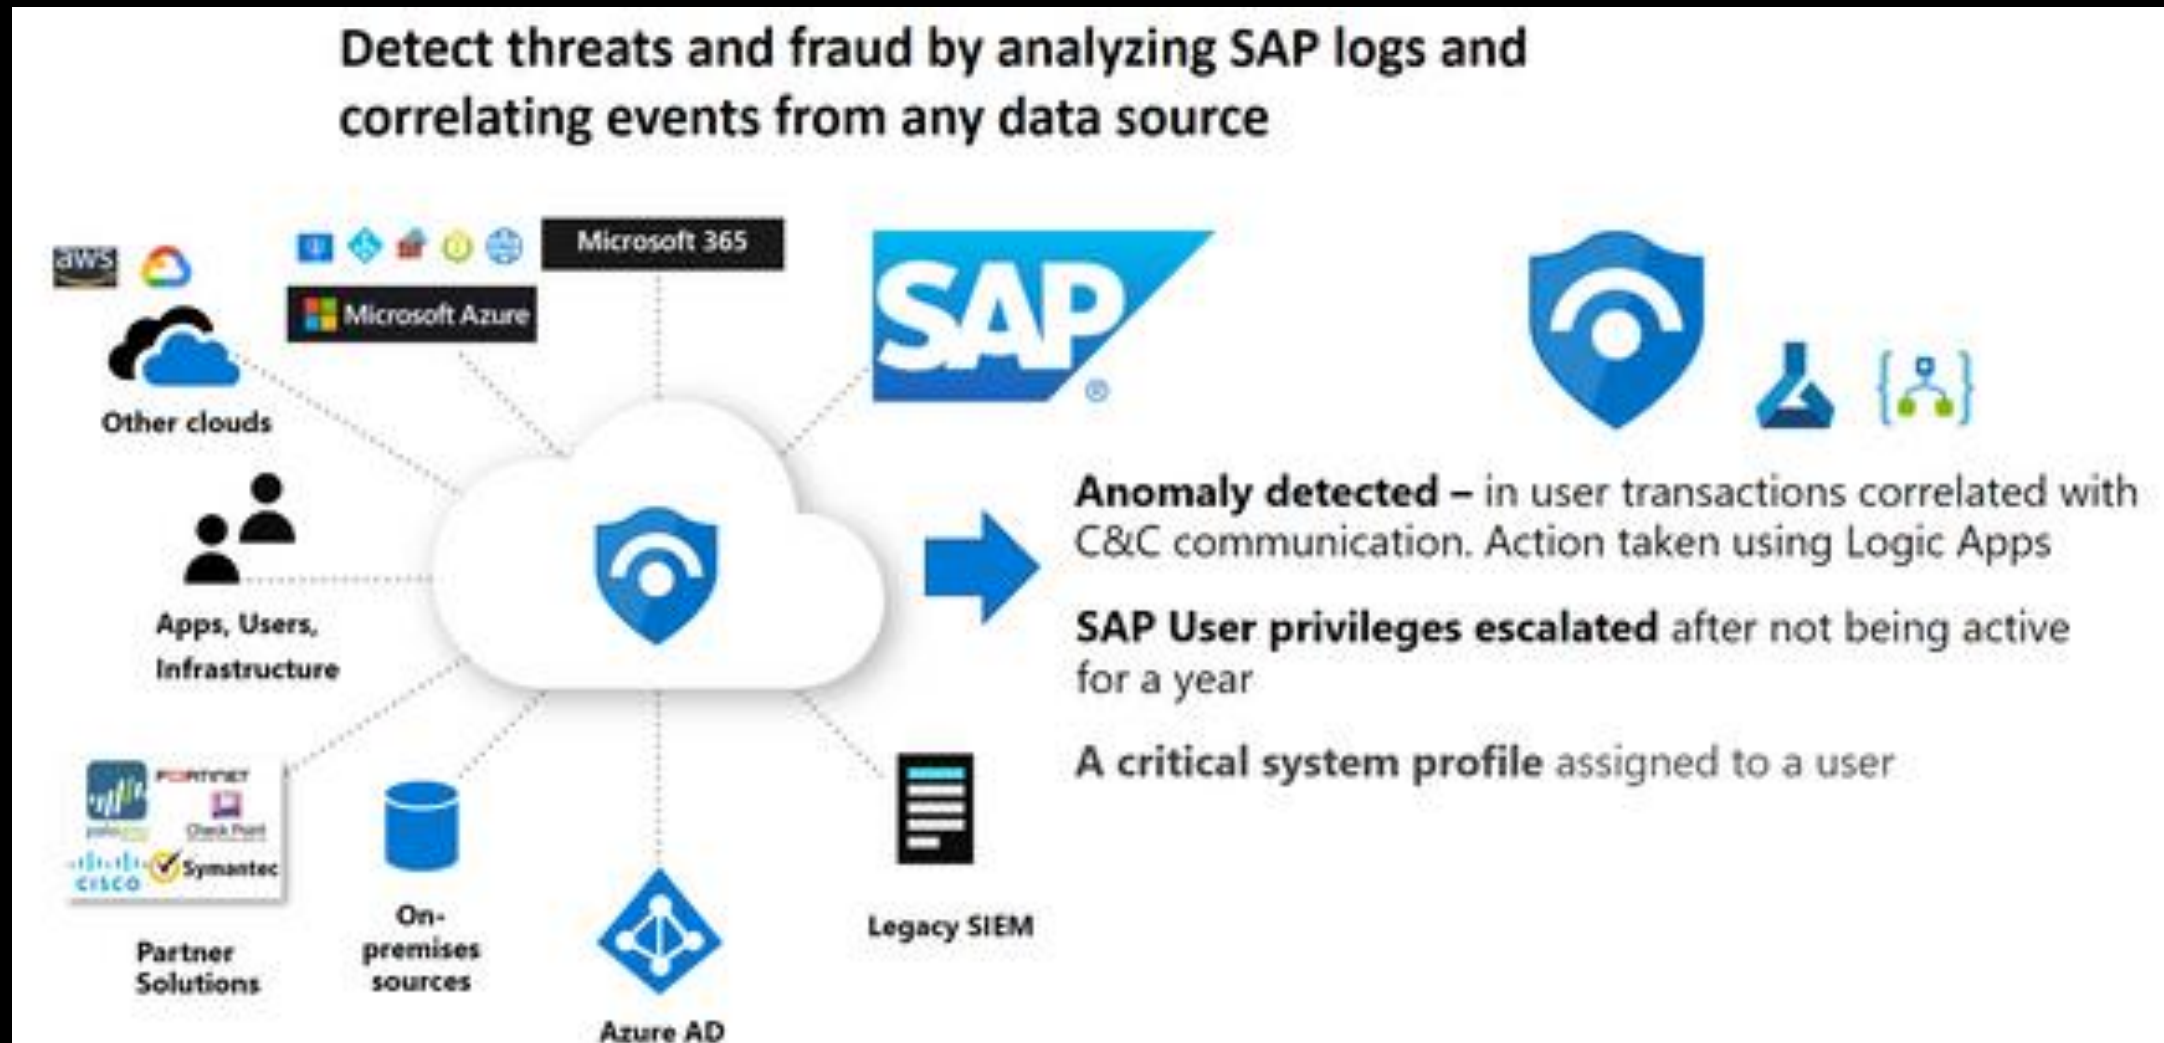 Detect threats and fraud by analyzing SAP logs and
correlating events from any data source
aws
Microsoft 365
Microsoft Azure
SAP
®
Other clouds
Apps, Users,
Infrastructure
Anomaly detected – in user transactions correlated with
C&C communication. Action taken using Logic Apps
SAP User privileges escalated after not being active
for a year
A critical system profile assigned to a user
FORTINET
Check Point
CISCO
Symantec
Partner
Solutions
On-
premises
sources
Azure AD
Legacy SIEM